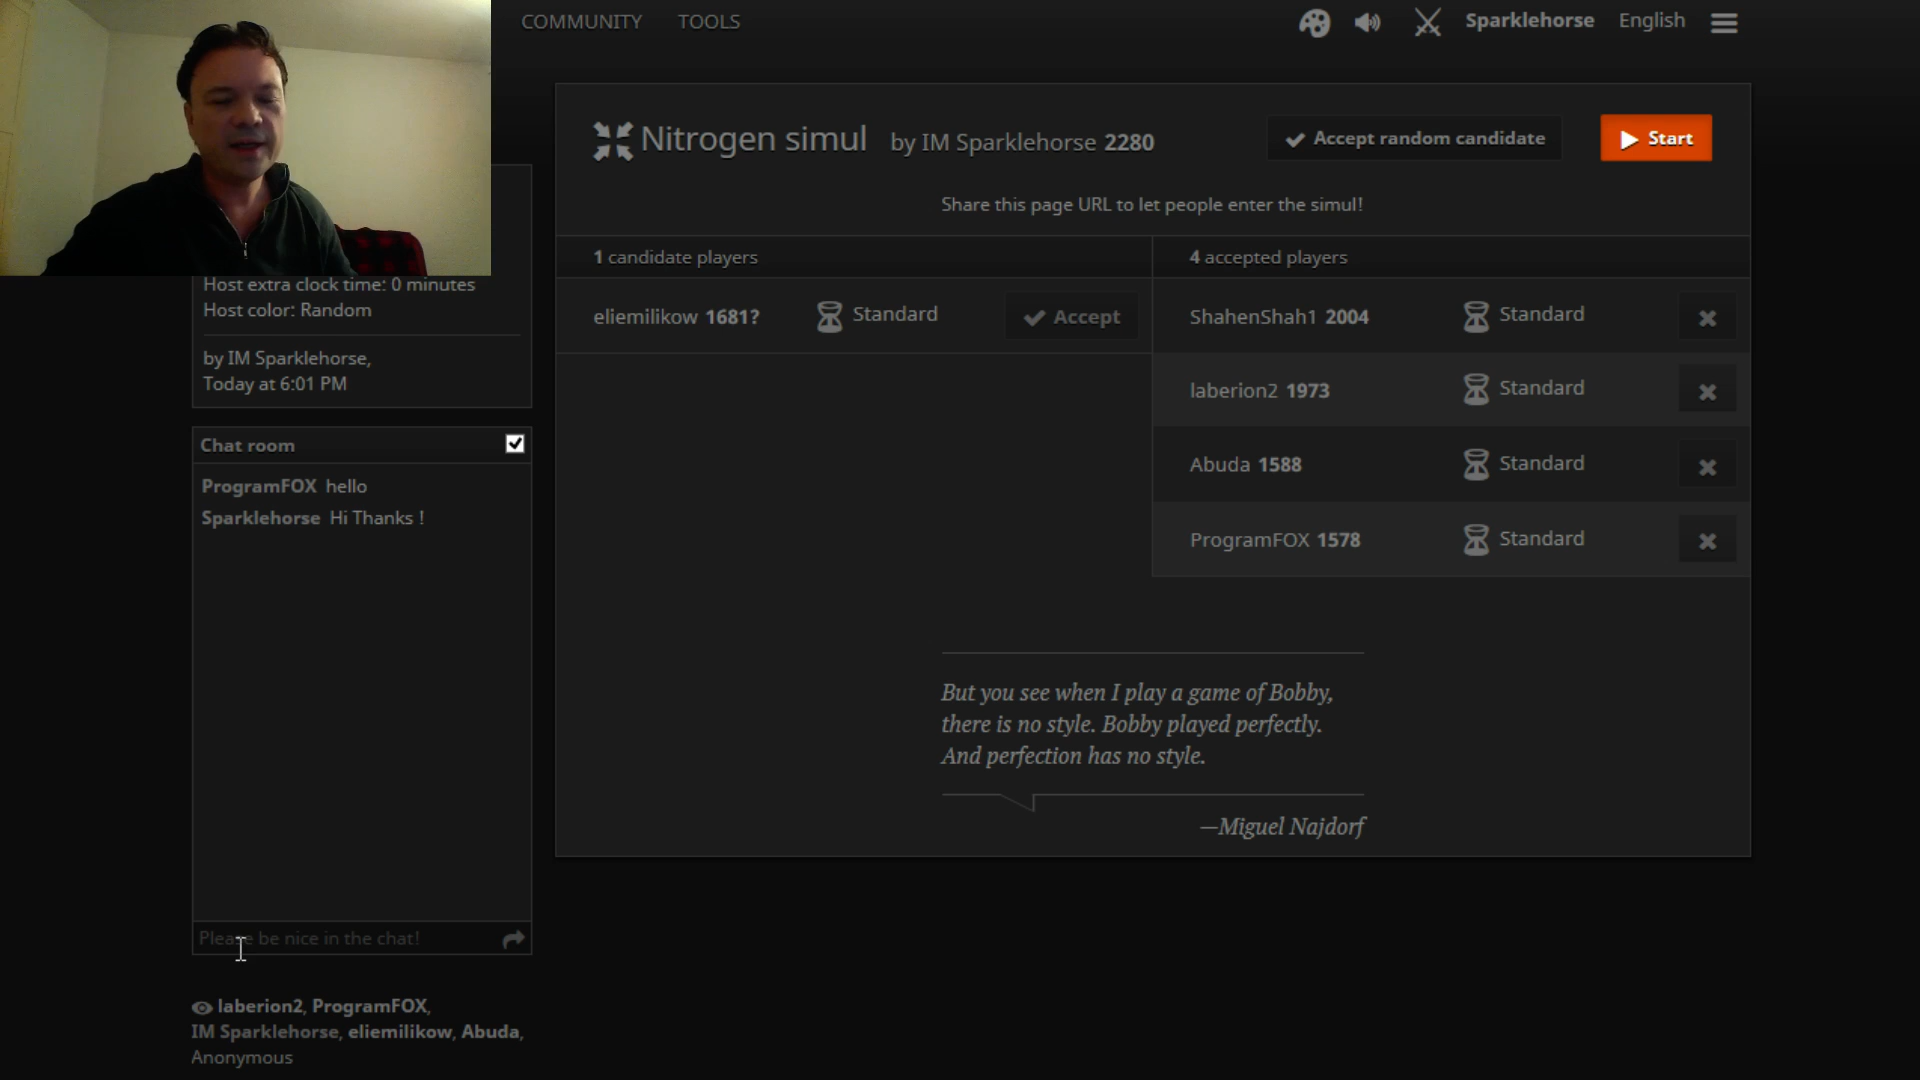 COMMUNITY TOOLS
Sparklehorse English
Nitrogen simul by IM Sparklehorse 2280
Accept random candidate
Start
Share this page URL to let people enter the simul!
1 candidate players
4 accepted players
eliemilikow 1681? Standard Accept
ShahenShah1 2004 Standard
laberion2 1973 Standard
Abuda 1588 Standard
ProgramFOX 1578 Standard
But you see when I play a game of Bobby,
there is no style. Bobby played perfectly.
And perfection has no style.
—Miguel Najdorf
Host extra clock time: 0 minutes
Host color: Random
by IM Sparklehorse,
Today at 6:01 PM
Chat room
ProgramFOX hello
Sparklehorse Hi Thanks !
Please be nice in the chat!
laberion2, ProgramFOX,
IM Sparklehorse, eliemilikow, Abuda,
Anonymous